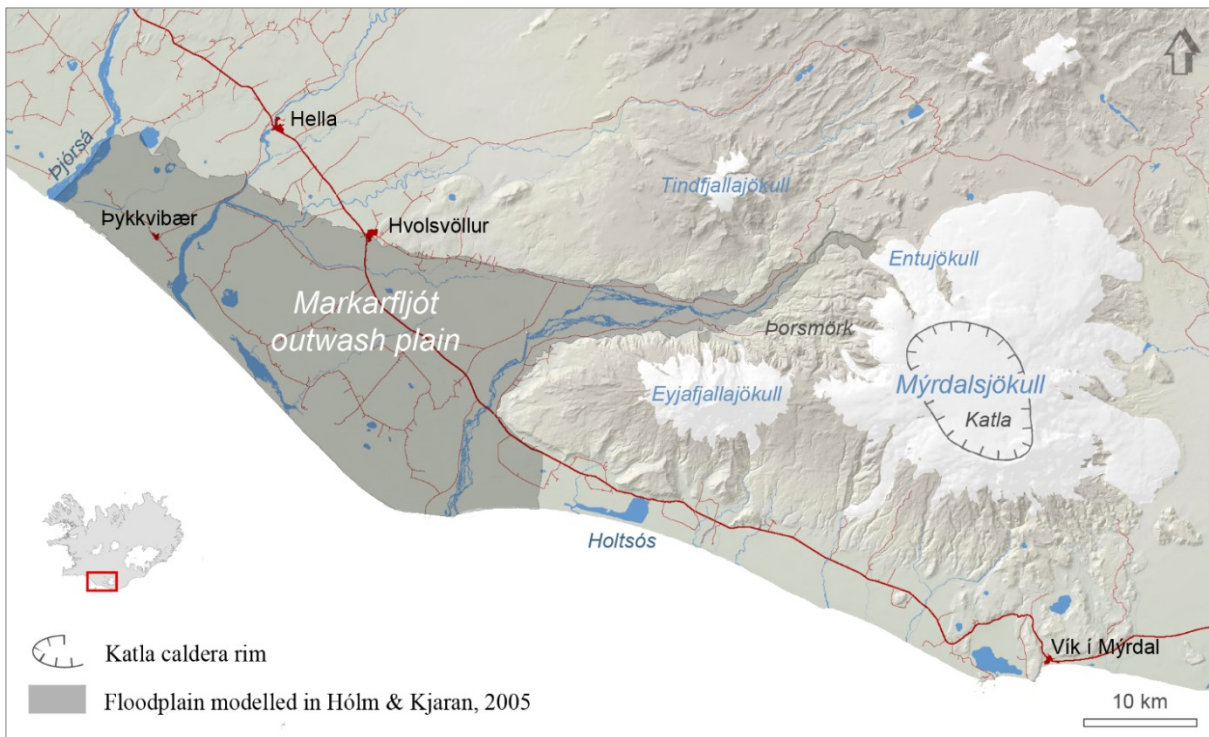 Hella
Þjórsá
Tindfjallajökull
Þykkvibær
Hvolsvöllur
Entujökull
Markarfljót
outwash plain
Þorsmörk
Eyjafjallajökull
Mýrdalsjökull
Katla
Holtsós
Vík í Mýrdal
Katla caldera rim
Floodplain modelled in Hólm & Kjaran, 2005
10 km